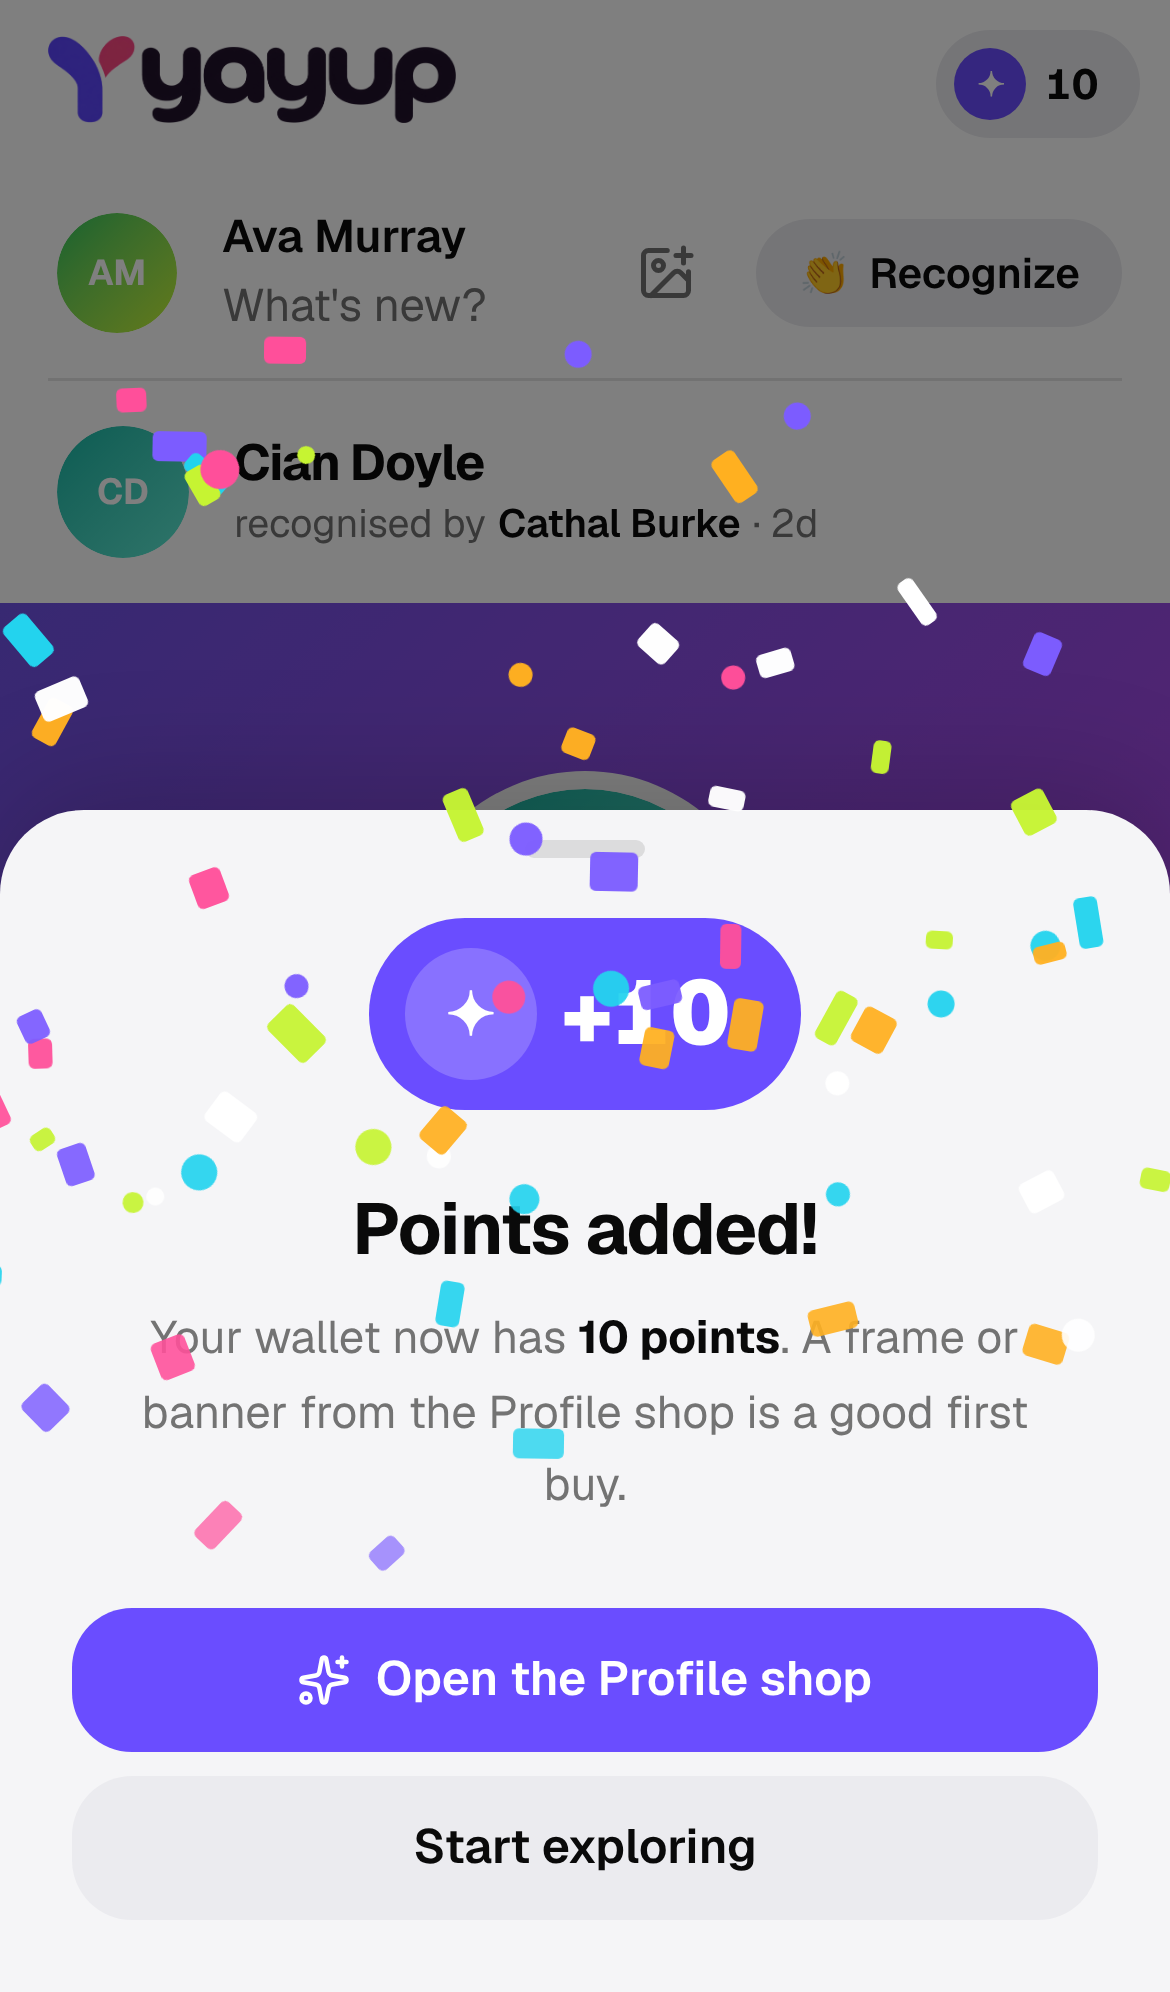 yayup
10
AM
Ava Murray
What's new?
👏 Recognize
CD
Cian Doyle
recognised by Cathal Burke · 2d
+10
Points added!
Your wallet now has 10 points. A frame or
banner from the Profile shop is a good first
buy.
Open the Profile shop
Start exploring